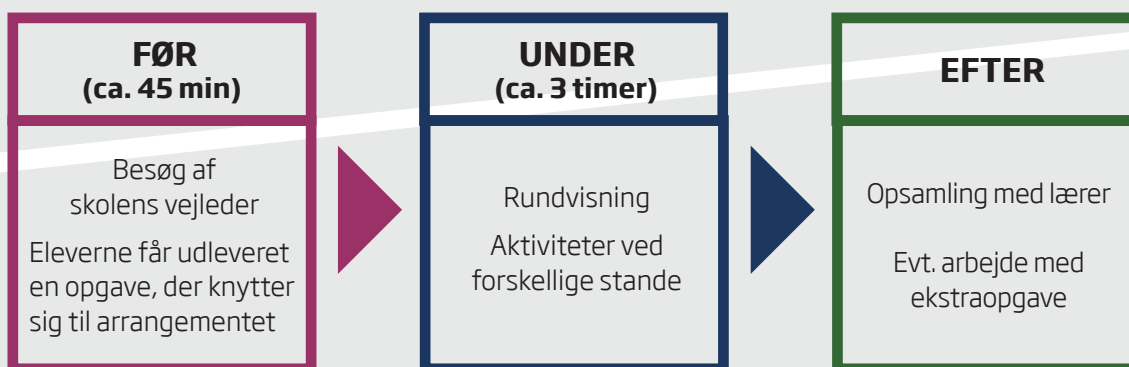 FØR
(ca. 45 min)
Besøg af
skolens vejleder
Eleverne får udleveret
en opgave, der knytter
sig til arrangementet
UNDER
(ca. 3 timer)
Rundvisning
Aktiviteter ved
forskellige stande
EFTER
Opsamling med lærer
Evt. arbejde med
ekstraopgave